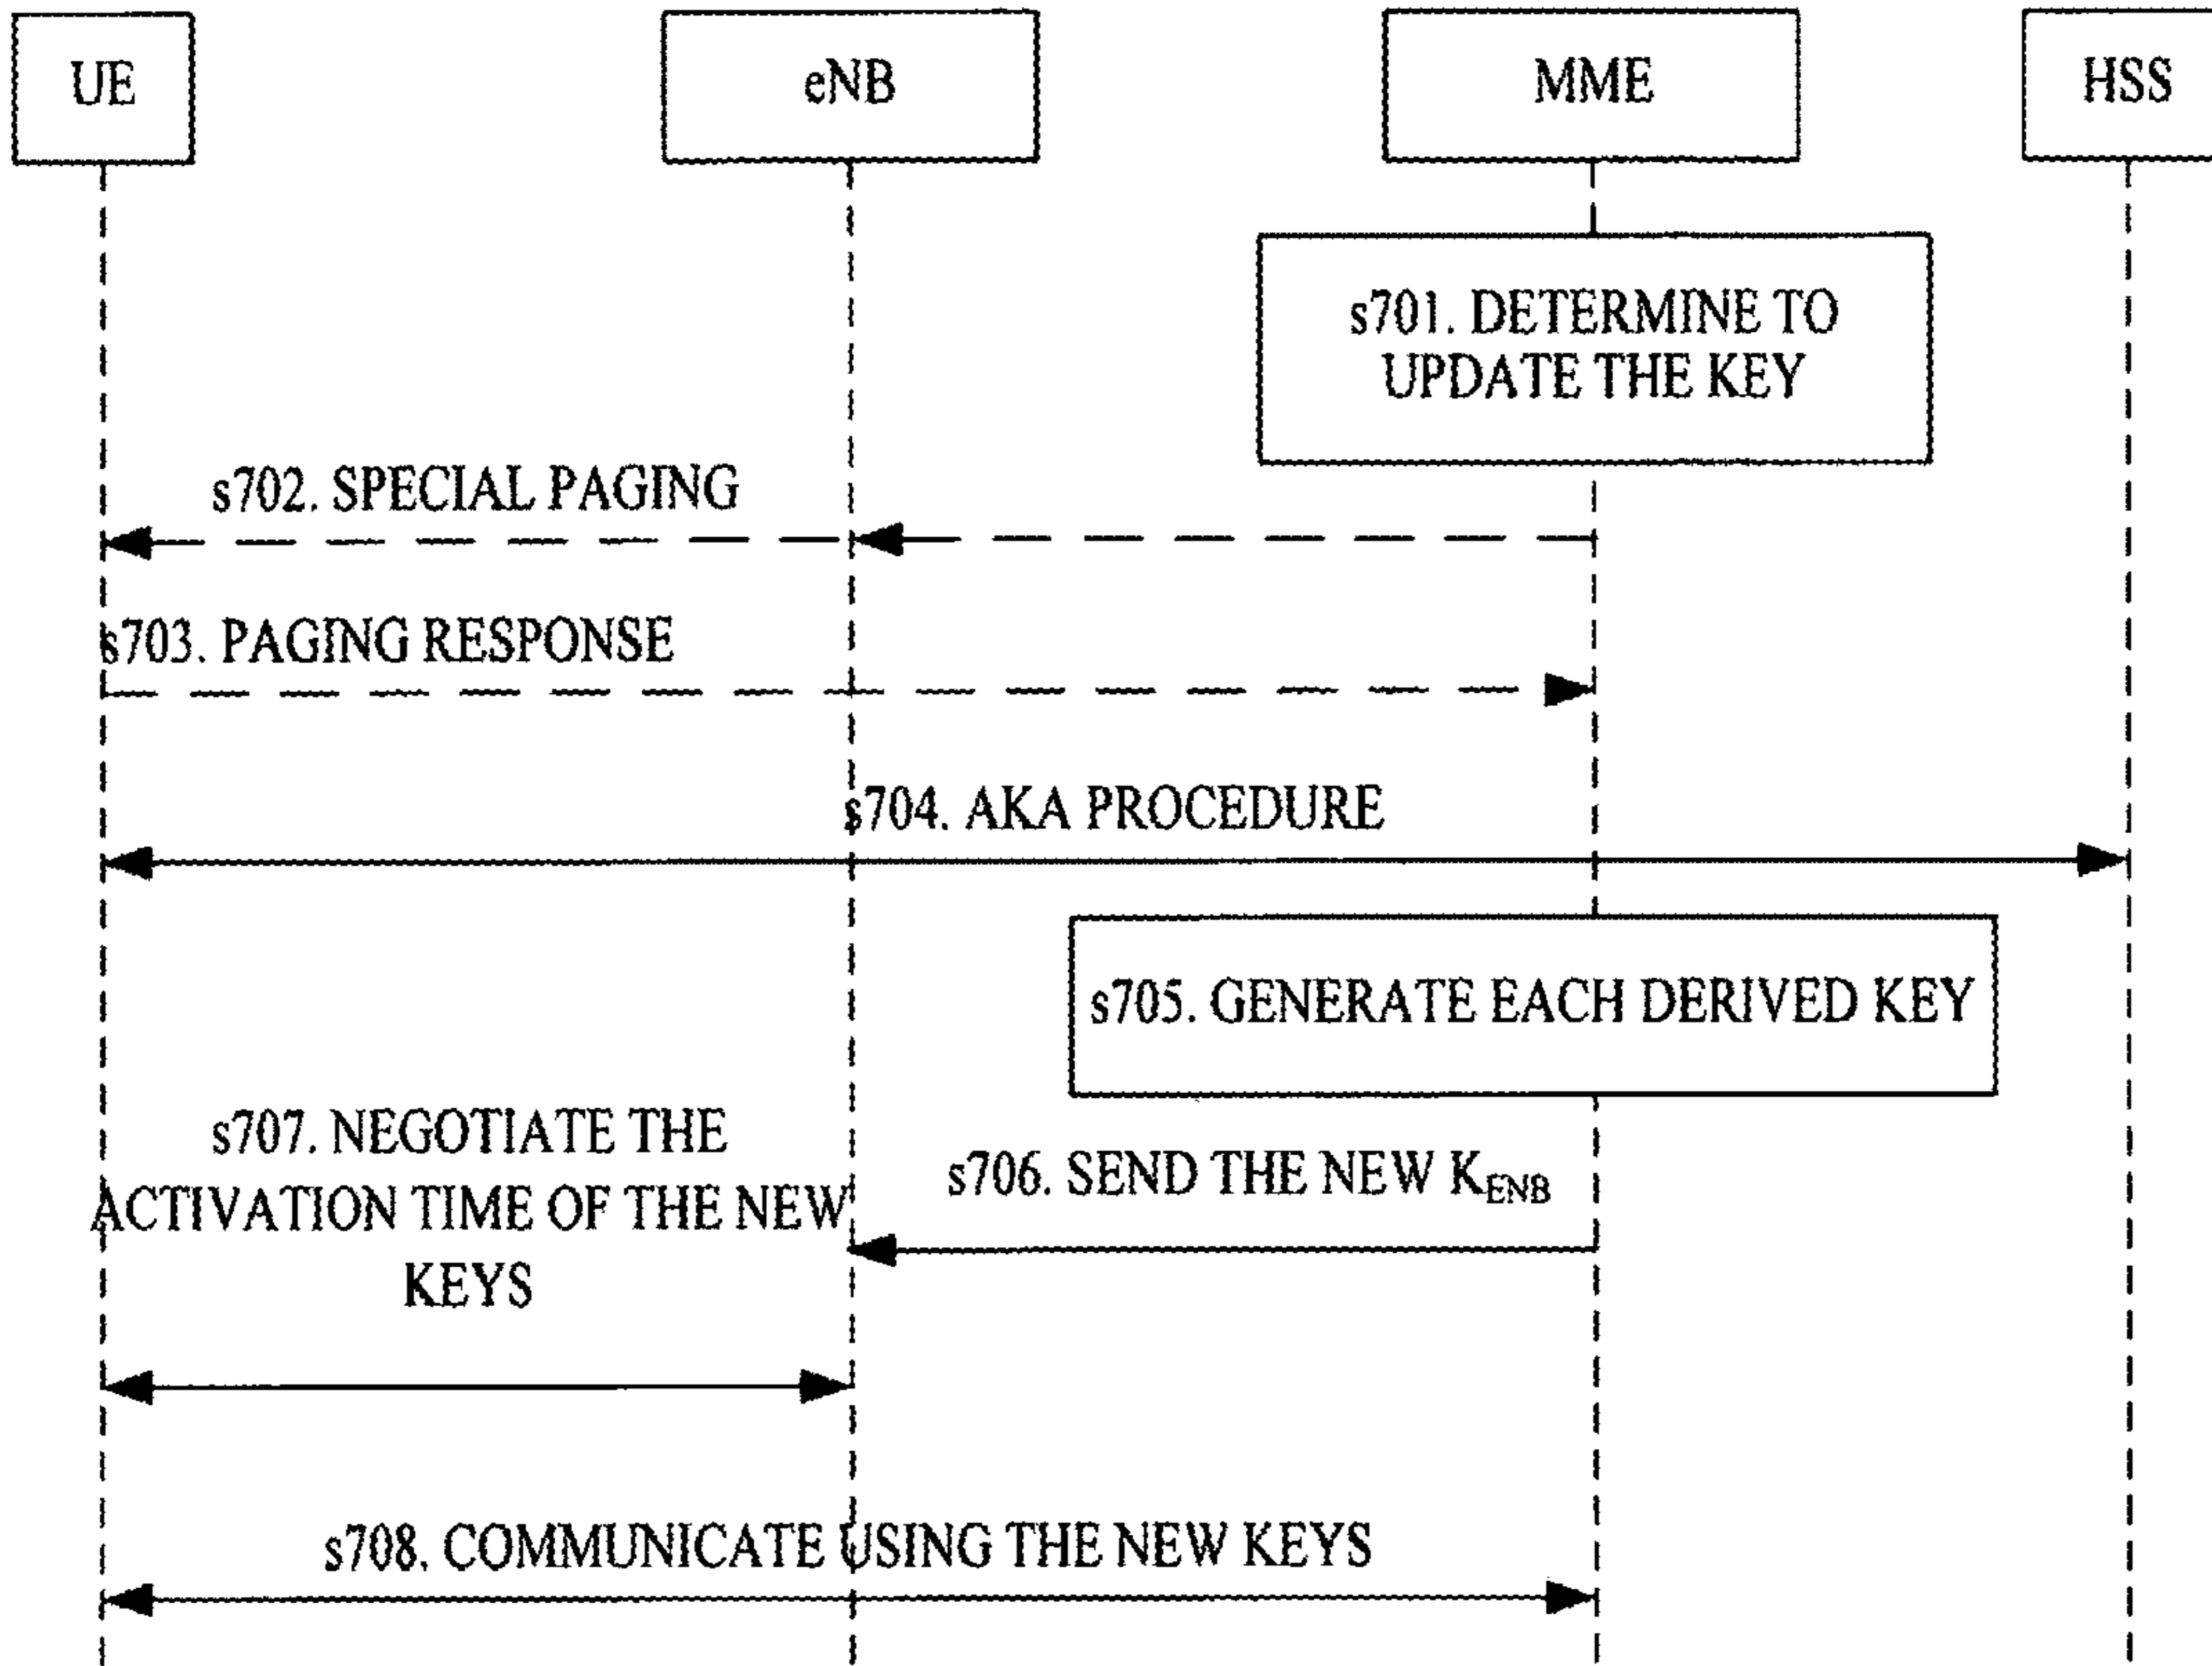 UE
eNB
MME
HSS
s701. DETERMINE TO
UPDATE THE KEY
s702. SPECIAL PAGING
s703. PAGING RESPONSE
s704. AKA PROCEDURE
s705. GENERATE EACH DERIVED KEY
s706. SEND THE NEW KENB
s707. NEGOTIATE THE
ACTIVATION TIME OF THE NEW
KEYS
s708. COMMUNICATE USING THE NEW KEYS